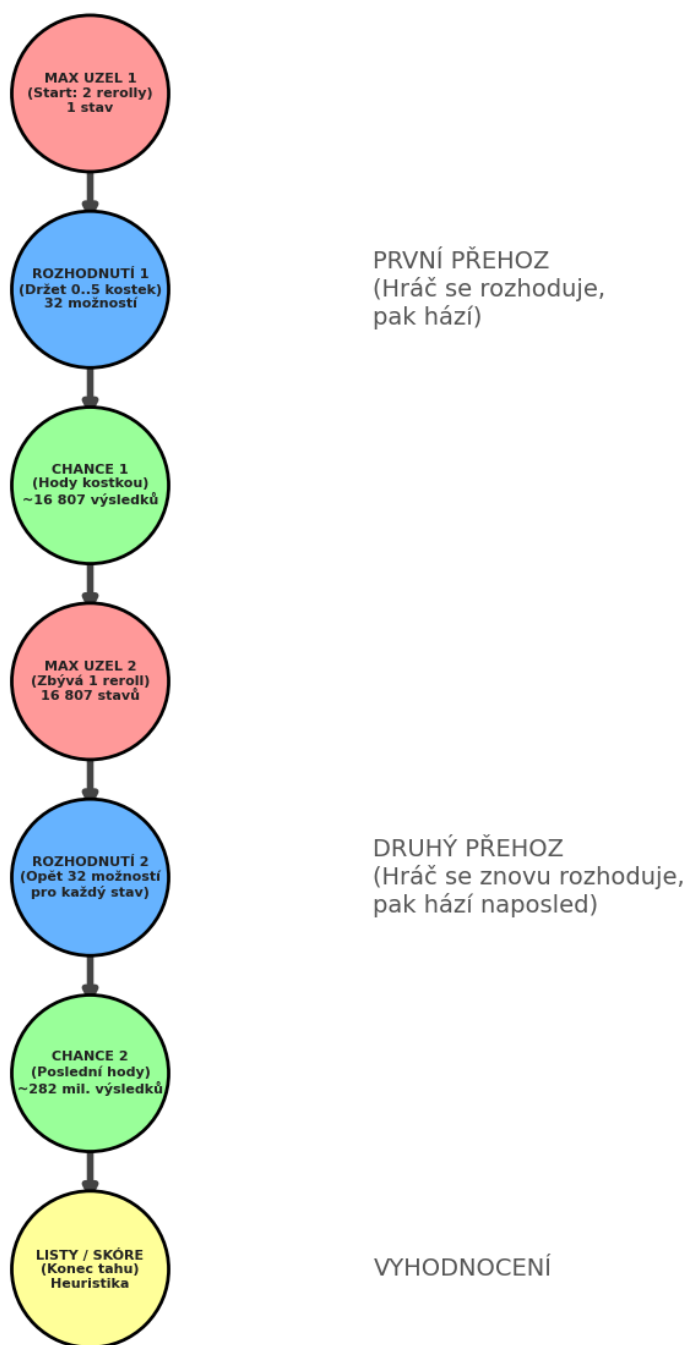 MAX UZEL 1
(Start: 2 rerolly)
1 stav
ROZHODNUTÍ 1
(Držet 0..5 kostek)
32 možností
PRVNÍ PŘEHOZ
(Hráč se rozhoduje,
pak hází)
CHANCE 1
(Hody kostkou)
~16 807 výsledků
MAX UZEL 2
(Zbývá 1 reroll)
16 807 stavů
ROZHODNUTÍ 2
(Opět 32 možností
pro každý stav)
DRUHÝ PŘEHOZ
(Hráč se znovu rozhoduje,
pak hází naposled)
CHANCE 2
(Poslední hody)
~282 mil. výsledků
LISTY / SKÓRE
(Konec tahu)
Heuristika
VYHODNOCENÍ